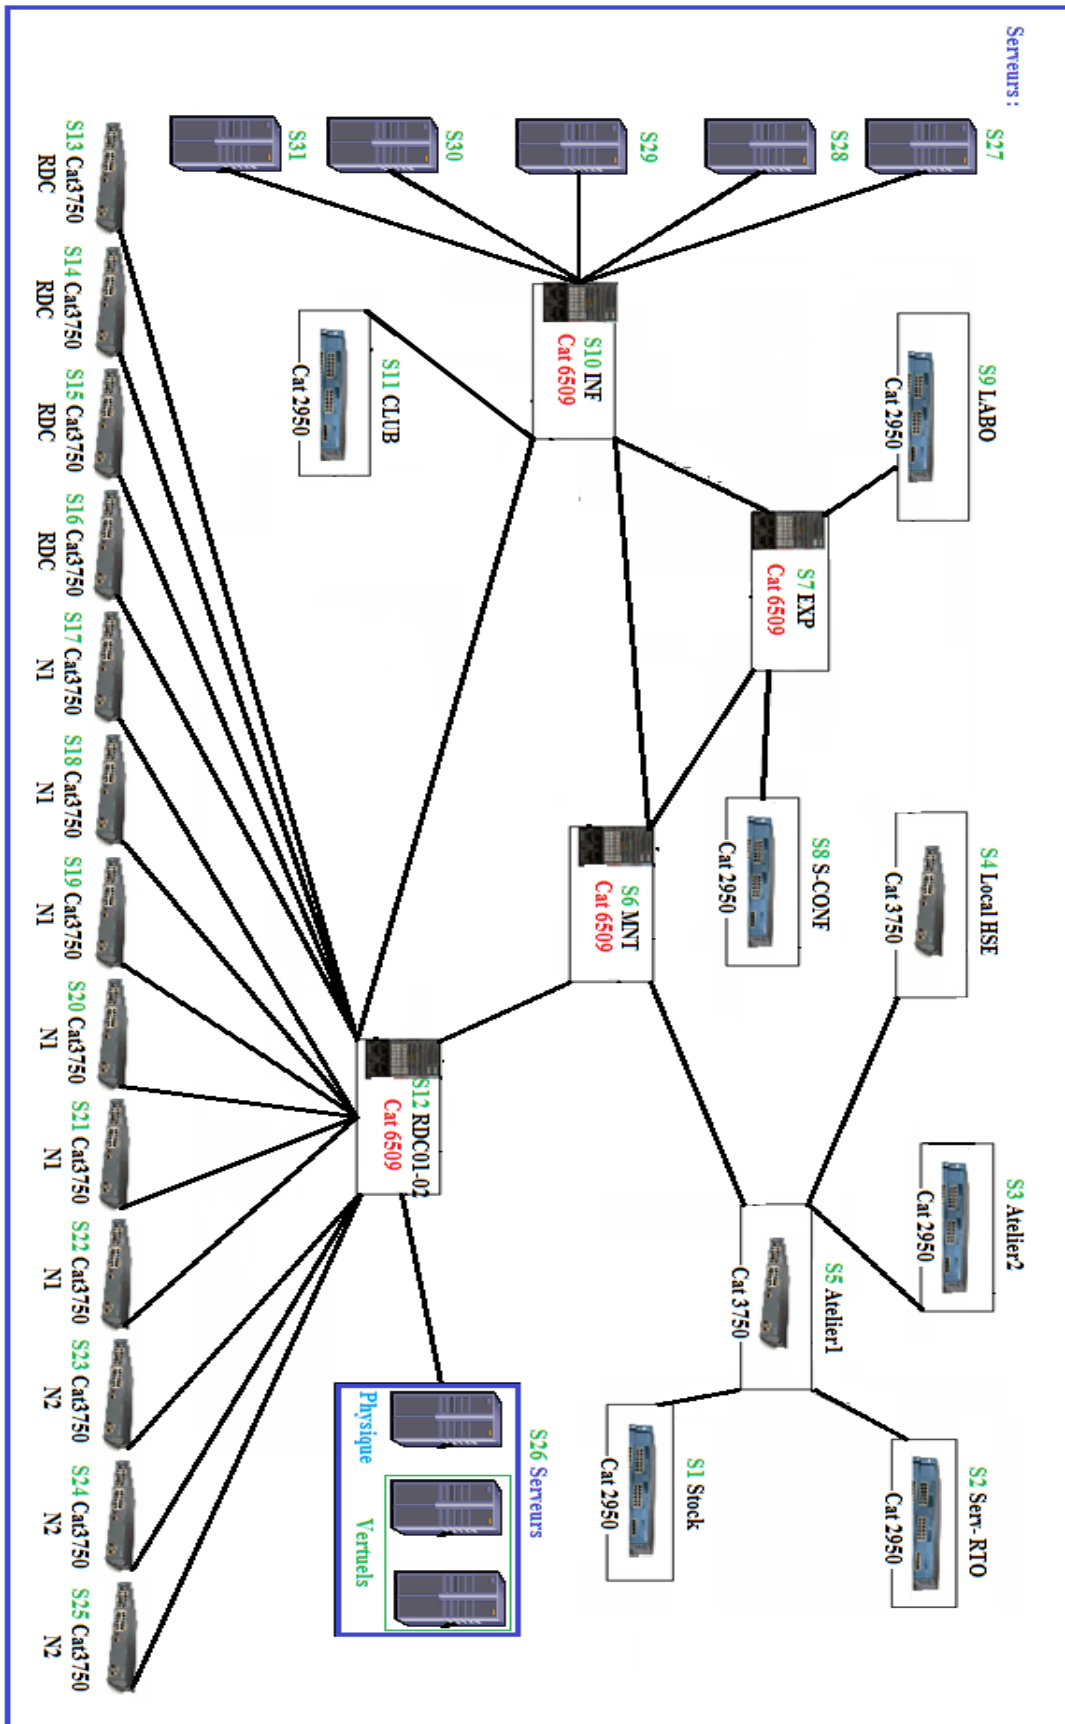 Serveurs :
S27
S28
S29
S30
S31
S9 LABO
Cat 2950
S10 INF
Cat 6509
S11 CLUB
Cat 2950
S7 EXP
Cat 6509
S4 Local HSE
Cat 3750
S8 S-CONF
Cat 2950
S6 MNT
Cat 6509
S3 Atelier2
Cat 2950
S5 Atelier1
Cat 3750
S12 RDC01-02
Cat 6509
S2 Serv- RTO
Cat 2950
S1 Stock
Cat 2950
S26 Serveurs
Physique
Vertuels
S13 Cat3750
RDC
S14 Cat3750
RDC
S15 Cat3750
RDC
S16 Cat3750
RDC
S17 Cat3750
N1
S18 Cat3750
N1
S19 Cat3750
N1
S20 Cat3750
N1
S21 Cat3750
N1
S22 Cat3750
N1
S23 Cat3750
N2
S24 Cat3750
N2
S25 Cat3750
N2